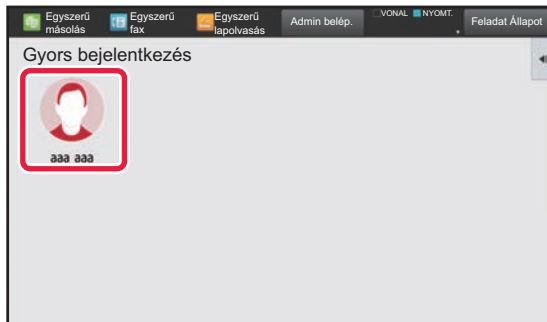 Egyszerű
másolás
Egyszerű
fax
Egyszerű
lapolvasás
Admin belép.
VONAL NYOMT.
Feladat Állapot
Gyors bejelentkezés
aaa aaa